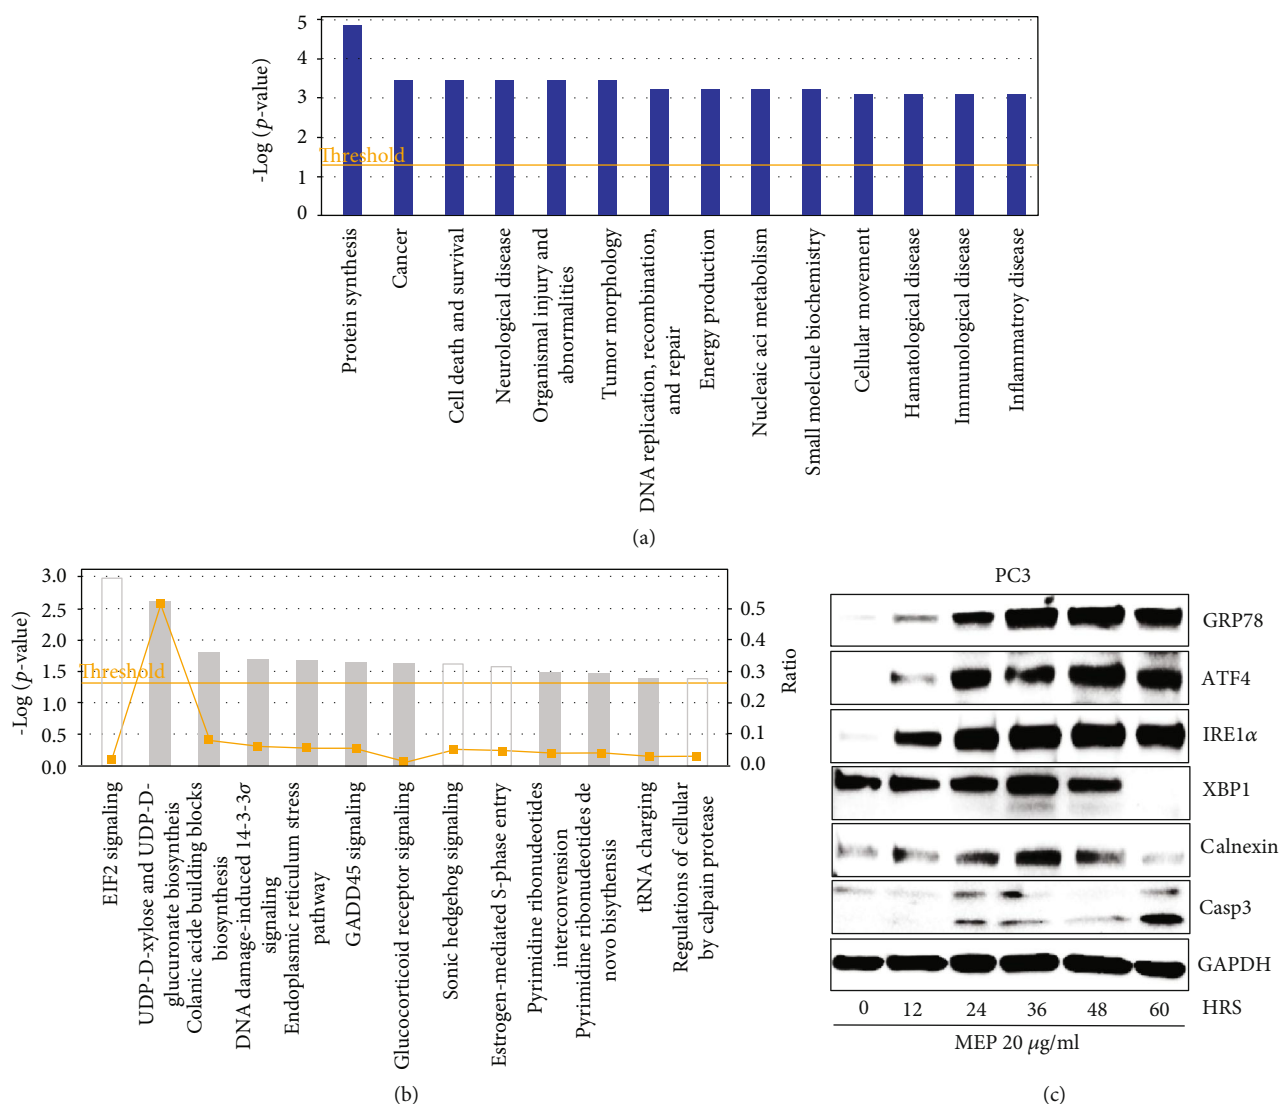 5
4
3
2
1
0
-Log (p-value)
Threshold
Protein synthesis
Cancer
Cell death and survival
Neurological disease
Organismal injury and
abnormalities
Tumor morphology
DNA replication, recombination,
and repair
Energy production
Nucleaic aci metabolism
Small moelcule biochemistry
Cellular movement
Hamatological disease
Immunological disease
Inflammatroy disease
(a)
3.0
2.5
2.0
1.5
1.0
0.5
0.0
-Log (p-value)
Threshold
0.5
0.4
0.3
0.2
0.1
0.0
Ratio
EIF2 signaling
UDP-D-xylose and UDP-D-
glucuronate biosyntheis
Colanic acide building blocks
biosynthesis
DNA damage-induced 14-3-3σ
signaling
Endoplasmic reticulum stress
pathway
GADD45 signaling
Glucocorticoid receptor signaling
Sonic hedgehog signaling
Estrogen-mediated S-phase entry
Pyrimidine ribonudeotides
interconvension
Pyrimidine ribonudeotides de
novo bisythensis
tRNA charging
Regulations of cellular
by calpain protease
(b)
PC3
GRP78
ATF4
IRE1α
XBP1
Calnexin
Casp3
GAPDH
0 12 24 36 48 60 HRS
MEP 20 μg/ml
(c)